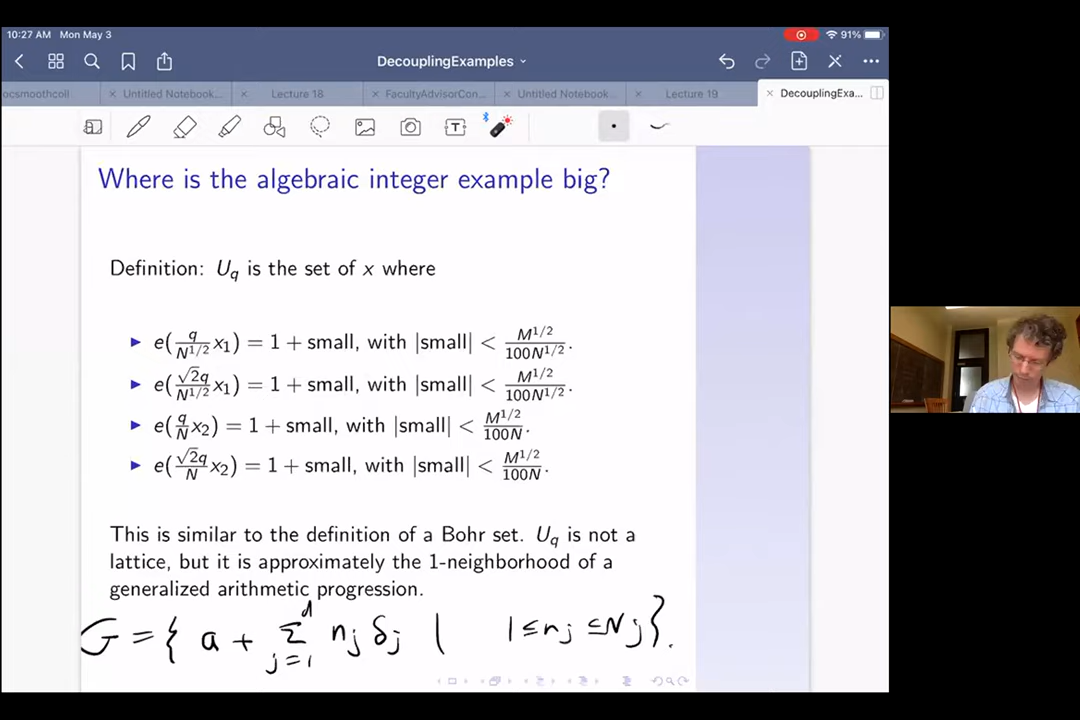 10:27 AM Mon May 3
91%
DecouplingExamples
ocsmoothcoll
× Untitled Notebook...
× Lecture 18
× FacultyAdvisorCon...
× Untitled Notebook...
× Lecture 19
× DecouplingExa...
Where is the algebraic integer example big?
Definition: U_q is the set of x where
▶ e(q/N^{1/2} x_1) = 1 + small, with |small| < M^{1/2}/100N^{1/2}.
▶ e(√2q/N^{1/2} x_1) = 1 + small, with |small| < M^{1/2}/100N^{1/2}.
▶ e(q/N x_2) = 1 + small, with |small| < M^{1/2}/100N.
▶ e(√2q/N x_2) = 1 + small, with |small| < M^{1/2}/100N.
This is similar to the definition of a Bohr set. U_q is not a
lattice, but it is approximately the 1-neighborhood of a
generalized arithmetic progression.
G = { a + Σ_{j=1}^{d} n_j δ_j | 1 ≤ n_j ≤ N_j }.